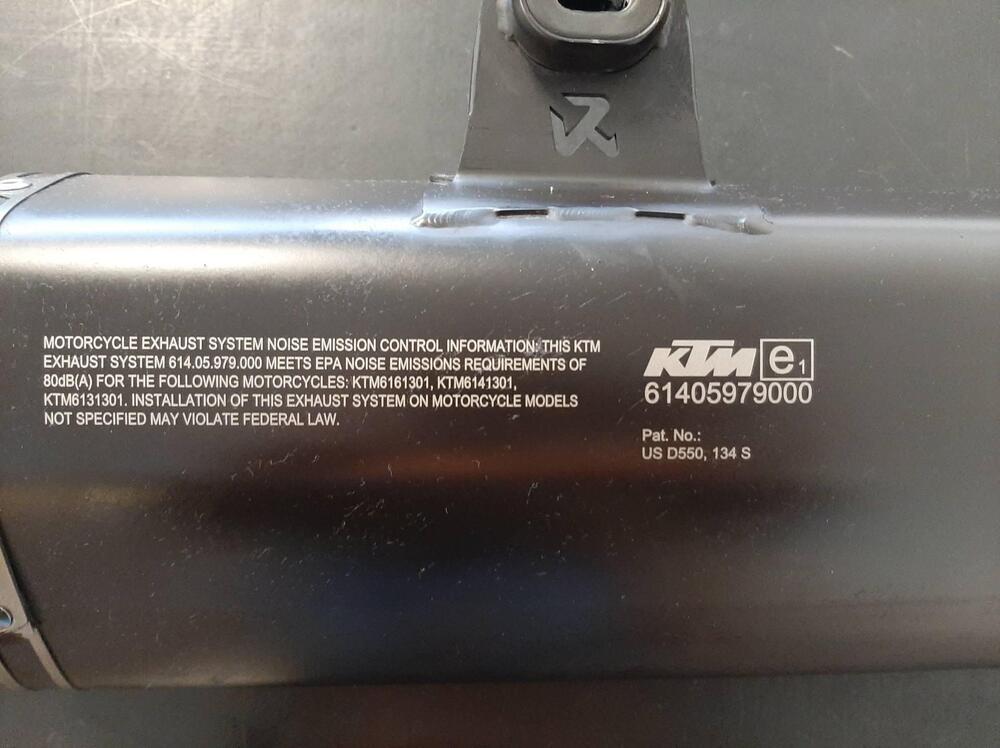 MOTORCYCLE EXHAUST SYSTEM NOISE EMISSION CONTROL INFORMATION: THIS KTM
EXHAUST SYSTEM 614.05.979.000 MEETS EPA NOISE EMISSIONS REQUIREMENTS OF
80dB(A) FOR THE FOLLOWING MOTORCYCLES: KTM6161301, KTM6141301,
KTM6131301. INSTALLATION OF THIS EXHAUST SYSTEM ON MOTORCYCLE MODELS
NOT SPECIFIED MAY VIOLATE FEDERAL LAW.
KTM e1
61405979000
Pat. No.:
US D550, 134 S